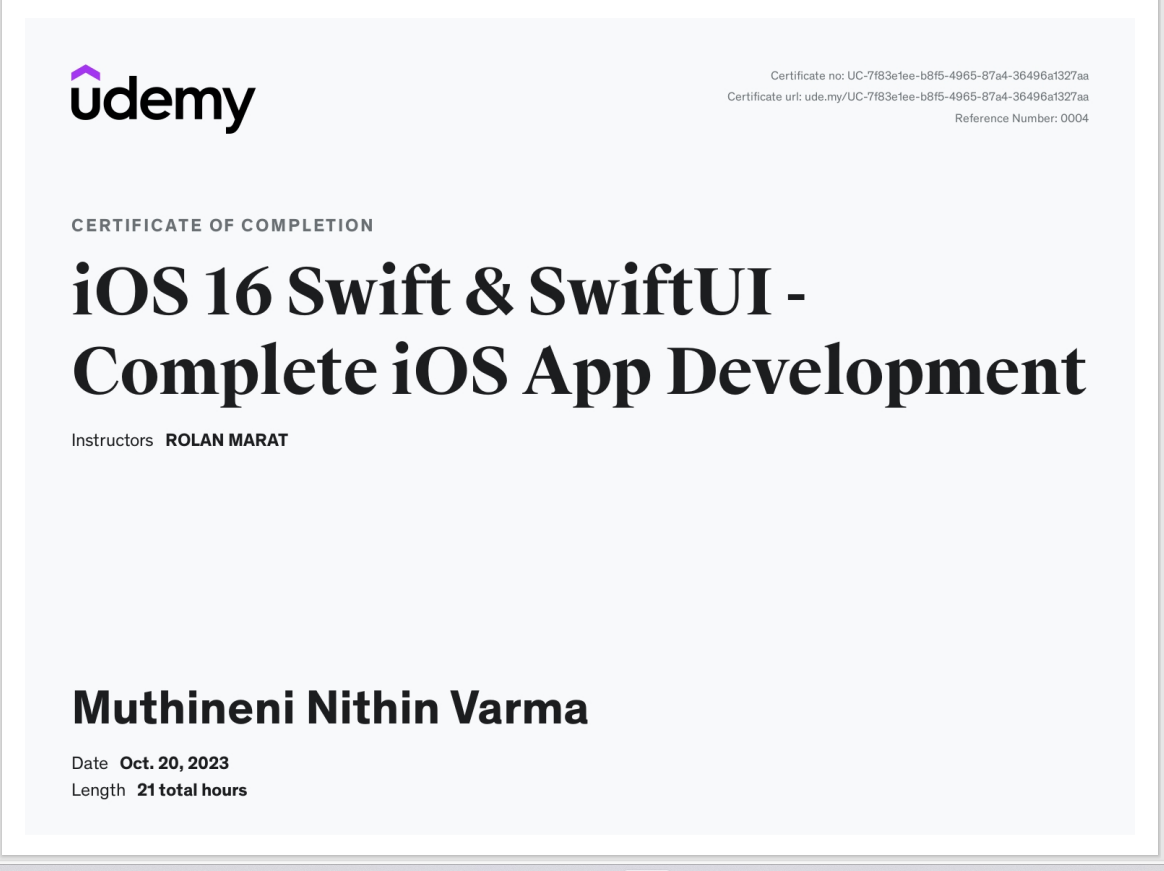 udemy
Certificate no: UC-7f83e1ee-b8f5-4965-87a4-36496a1327aa
Certificate url: ude.my/UC-7f83e1ee-b8f5-4965-87a4-36496a1327aa
Reference Number: 0004
CERTIFICATE OF COMPLETION
iOS 16 Swift & SwiftUI -
Complete iOS App Development
Instructors ROLAN MARAT
Muthineni Nithin Varma
Date Oct. 20, 2023
Length 21 total hours